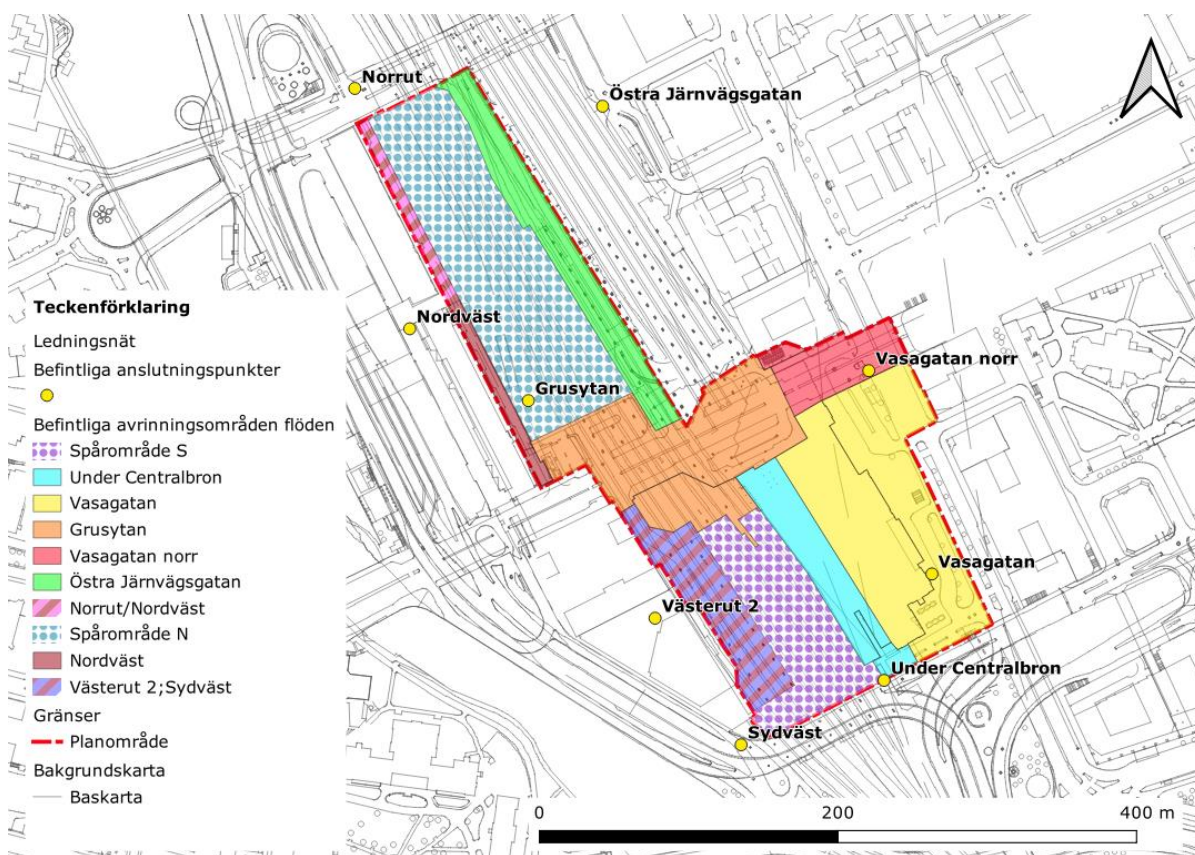 Norrut
Östra Järnvägsgatan
Nordväst
Vasagatan norr
Grusytan
Vasagatan
Västerut 2
Under Centralbron
Sydväst
Teckenförklaring
Ledningsnät
Befintliga anslutningspunkter
Befintliga avrinningsområden flöden
Spårområde S
Under Centralbron
Vasagatan
Grusytan
Vasagatan norr
Östra Järnvägsgatan
Norrut/Nordväst
Spårområde N
Nordväst
Västerut 2;Sydväst
Gränser
Planområde
Bakgrundskarta
Baskarta
0 200 400 m